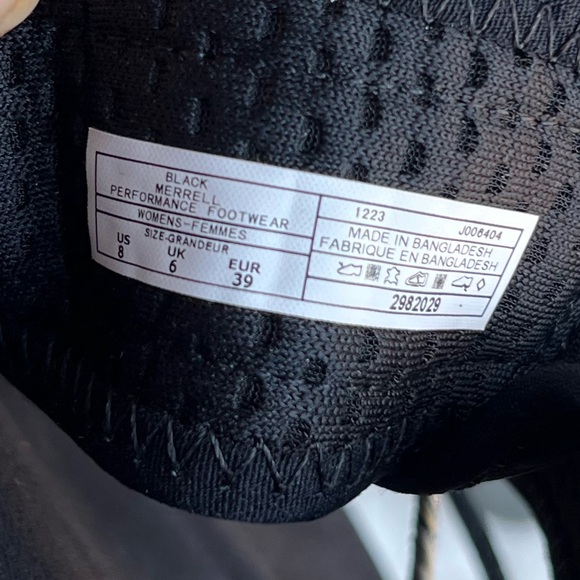 BLACK
MERRELL
PERFORMANCE FOOTWEAR
WOMENS-FEMMES
SIZE-GRANDEUR
US UK EUR
8 6 39
1223 J006404
MADE IN BANGLADESH
FABRIQUE EN BANGLADESH
2982029